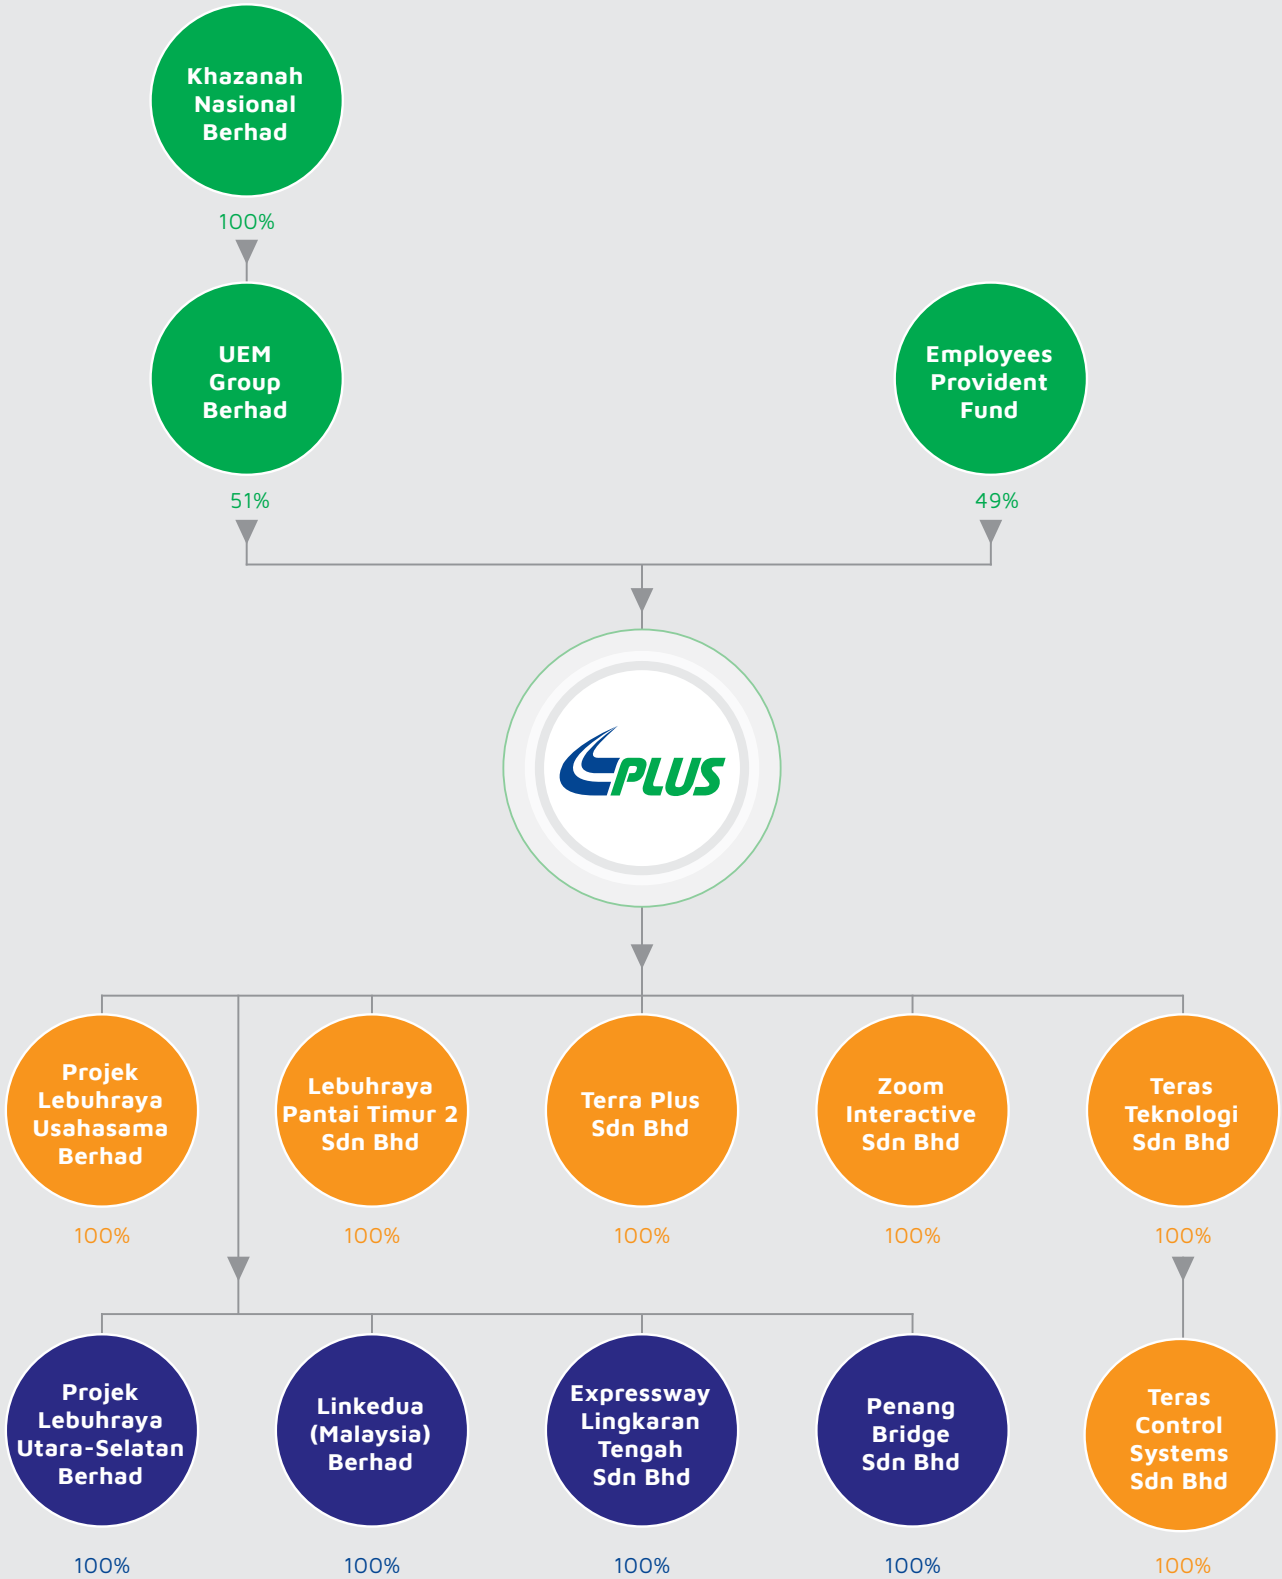 Khazanah
Nasional
Berhad
100%
UEM
Group
Berhad
51%
Employees
Provident
Fund
49%
PLUS
Projek
Lebuhraya
Usahasama
Berhad
100%
Lebuhraya
Pantai Timur 2
Sdn Bhd
100%
Terra Plus
Sdn Bhd
100%
Zoom
Interactive
Sdn Bhd
100%
Teras
Teknologi
Sdn Bhd
100%
Projek
Lebuhraya
Utara-Selatan
Berhad
100%
Linkedua
(Malaysia)
Berhad
100%
Expressway
Lingkaran
Tengah
Sdn Bhd
100%
Penang
Bridge
Sdn Bhd
100%
Teras
Control
Systems
Sdn Bhd
100%